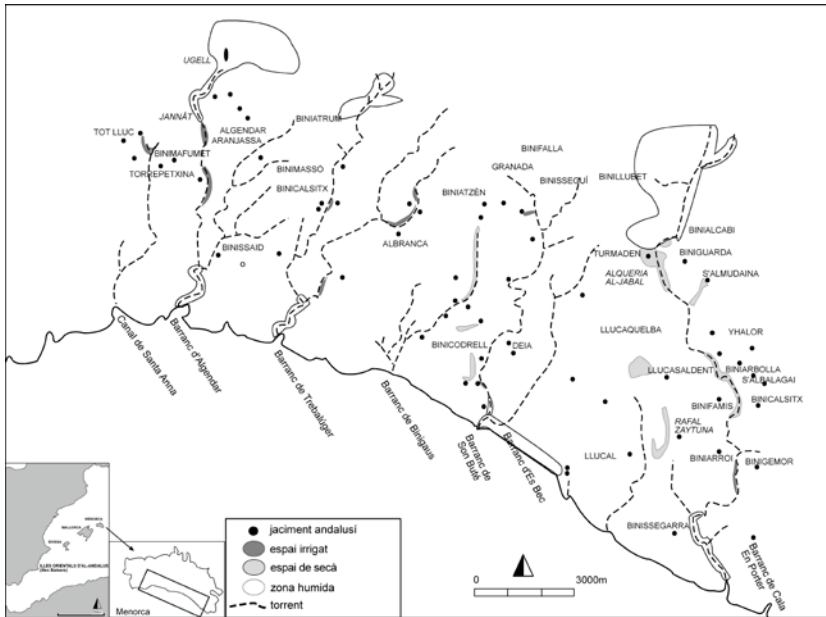 UGELL
JANNÀT
TOT LLUC
ALGENDAR
ARANJASSA
BINIATRUM
BINIMAFUMET
TORREPETXINA
BINIMASSÓ
BINICALSITX
BINISSAID
ALBRANCA
BINIATZÈN
BINIFALLA
GRANADA
BINISSEGUÍ
BINILLUBET
BINIALCABI
TURMADEN
BINIGUARDA
ALQUERIA
AL-JABAL
S'ALMUDAINA
LLUCAQUELBA
YHALOR
BINICODRELL
DEIA
LLUCASALDENT
BINIARBOLLA
S'ALBALAGAI
BINIFAMIS
BINICALSITX
RAFAL
ZAYTUNA
LLUCAL
BINIARROI
BINIGEMOR
BINISSEGARRA
Canal de Santa Anna
Barranc d'Algendar
Barranc de Trebalúger
Barranc de Binigaus
Barranc de
Son Buté
Barranc d'Es Bec
Barranc de Cala
En Porter
MENORCA
MALLORCA
EIVISSA
ILLES ORIENTALS D'AL-ANDALUS
Menorca
jaciment andalusí
espai irrigat
espai de secà
zona humida
torrent
0
3000m